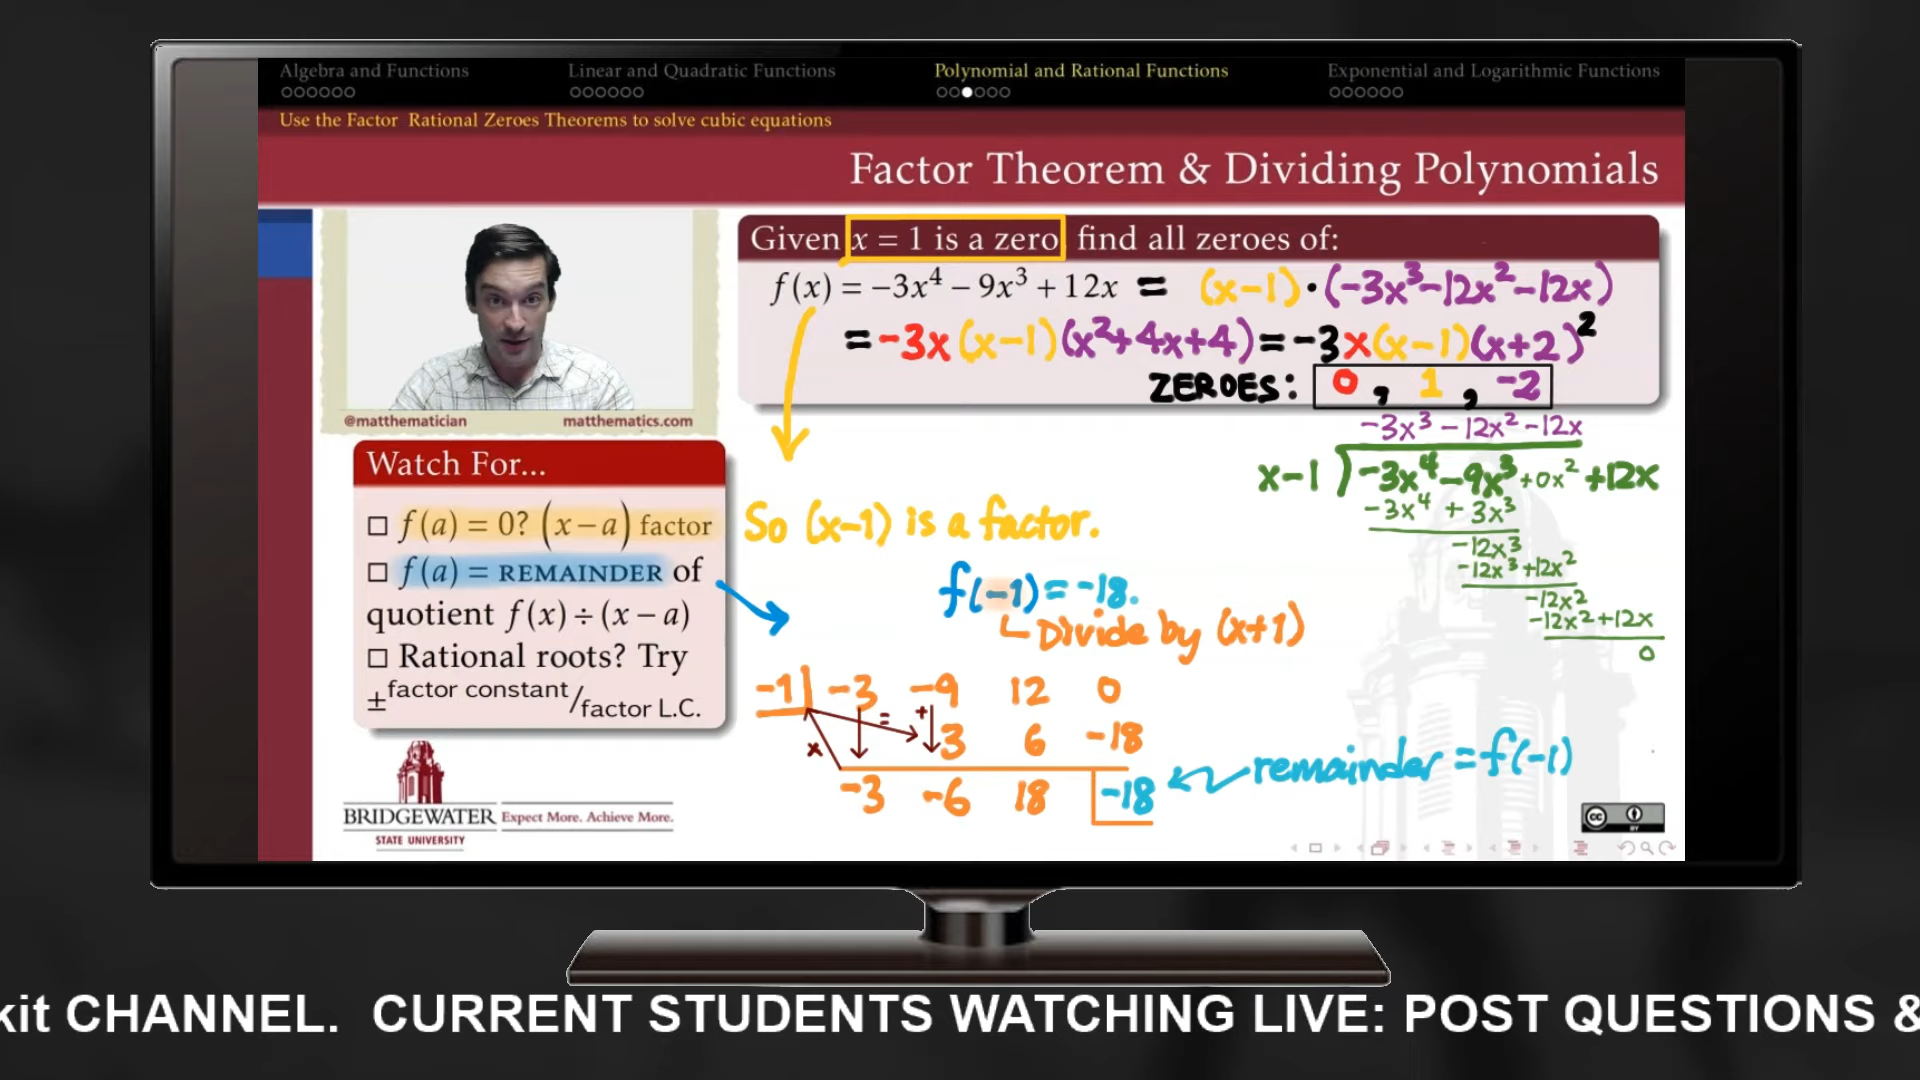 Algebra and Functions
Linear and Quadratic Functions
Polynomial and Rational Functions
Exponential and Logarithmic Functions
Use the Factor Rational Zeroes Theorems to solve cubic equations
Factor Theorem & Dividing Polynomials
Given x = 1 is a zero find all zeroes of:
f(x) = −3x⁴ − 9x³ + 12x = (x−1)·(−3x³−12x²−12x)
= −3x(x−1)(x²+4x+4) = −3x(x−1)(x+2)²
ZEROES: 0, 1, −2
@matthematician matthematics.com
Watch For...
□ f(a) = 0? (x−a) factor
□ f(a) = REMAINDER of
quotient f(x) ÷ (x − a)
□ Rational roots? Try
± factor constant/factor L.C.
BRIDGEWATER
STATE UNIVERSITY
Expect More. Achieve More.
So (x−1) is a factor.
f(−1) = −18.
Divide by (x+1)
−1| −3 −9 12 0
x = +
3 6 −18
−3 −6 18 |−18
remainder = f(−1)
−3x³ −12x² −12x
x−1 ) −3x⁴ −9x³ +0x² +12x
−3x⁴ + 3x³
−12x³
−12x³ +12x²
−12x²
−12x² +12x
0
cc BY
kit CHANNEL. CURRENT STUDENTS WATCHING LIVE: POST QUESTIONS &